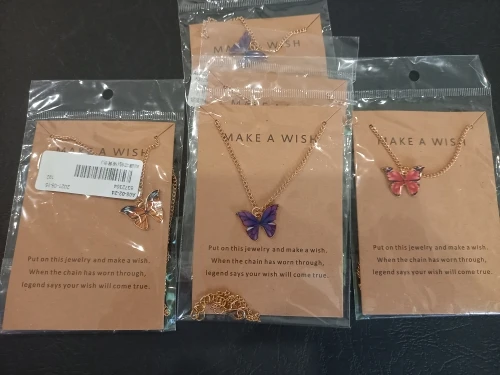 MAKE A WISH
MAKE A WISH
MAKE A WISH
MAKE A WISH
Put on this jewelry and make a wish.
When the chain has worn through,
legend says your wish will come true.
Put on this jewelry and make a wish.
When the chain has worn through,
legend says your wish will come true.
Put on this jewelry and make a wish.
When the chain has worn through,
legend says your wish will come true.